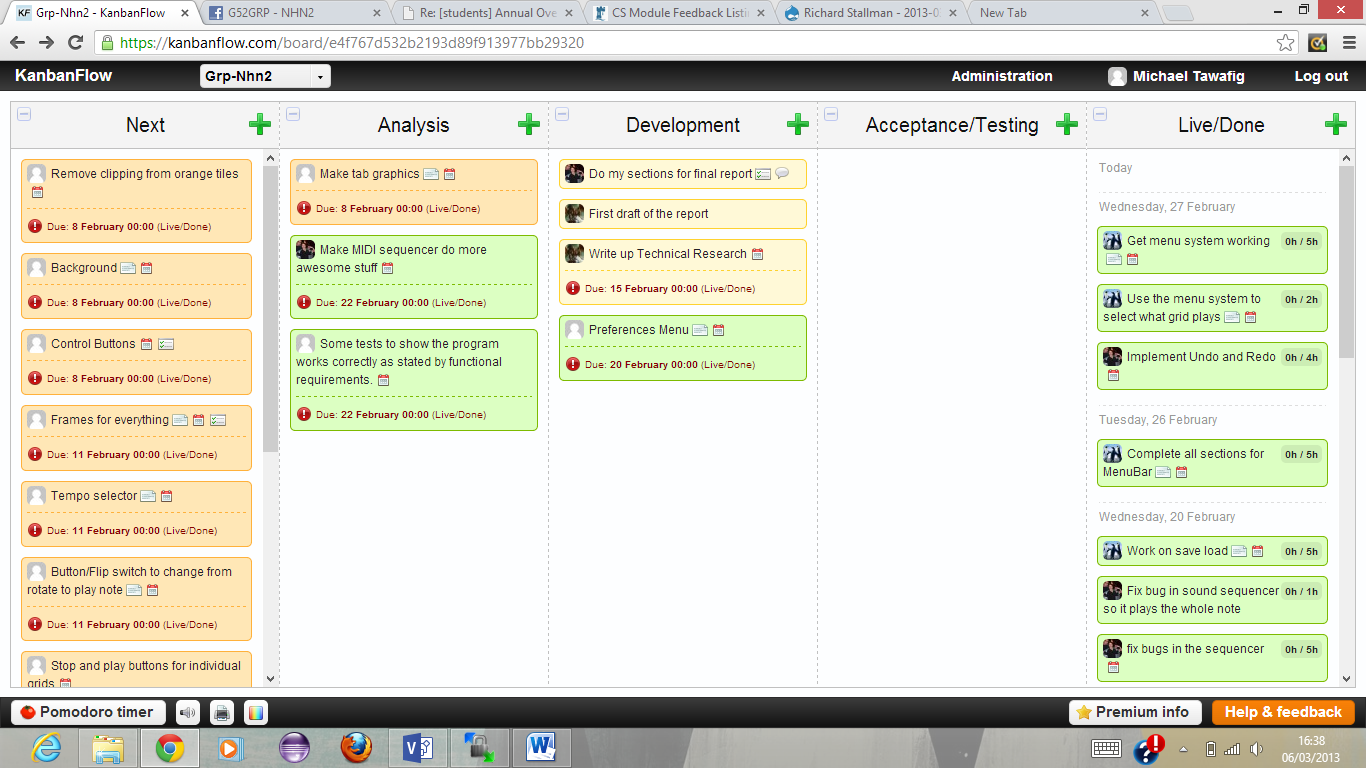 Grp-Nhn2 - KanbanFlow
G52GRP - NHN2
Re: [students] Annual Ove
CS Module Feedback Listi
Richard Stallman - 2013-0
New Tab
https://kanbanflow.com/board/e4f767d532b2193d89f913977bb29320
KanbanFlow
Grp-Nhn2
Administration
Michael Tawafig
Log out
Next
Analysis
Development
Acceptance/Testing
Live/Done
Remove clipping from orange tiles
Due: 8 February 00:00 (Live/Done)
Background
Due: 8 February 00:00 (Live/Done)
Control Buttons
Due: 8 February 00:00 (Live/Done)
Frames for everything
Due: 11 February 00:00 (Live/Done)
Tempo selector
Due: 11 February 00:00 (Live/Done)
Button/Flip switch to change from
rotate to play note
Due: 11 February 00:00 (Live/Done)
Stop and play buttons for individual
grids
Make tab graphics
Due: 8 February 00:00 (Live/Done)
Make MIDI sequencer do more
awesome stuff
Due: 22 February 00:00 (Live/Done)
Some tests to show the program
works correctly as stated by functional
requirements.
Due: 22 February 00:00 (Live/Done)
Do my sections for final report
First draft of the report
Write up Technical Research
Due: 15 February 00:00 (Live/Done)
Preferences Menu
Due: 20 February 00:00 (Live/Done)
Today
Wednesday, 27 February
Get menu system working 0h / 5h
Use the menu system to 0h / 2h
select what grid plays
Implement Undo and Redo 0h / 4h
Tuesday, 26 February
Complete all sections for 0h / 5h
MenuBar
Wednesday, 20 February
Work on save load 0h / 5h
Fix bug in sound sequencer 0h / 1h
so it plays the whole note
fix bugs in the sequencer 0h / 5h
Pomodoro timer
Premium info
Help & feedback
16:38
06/03/2013